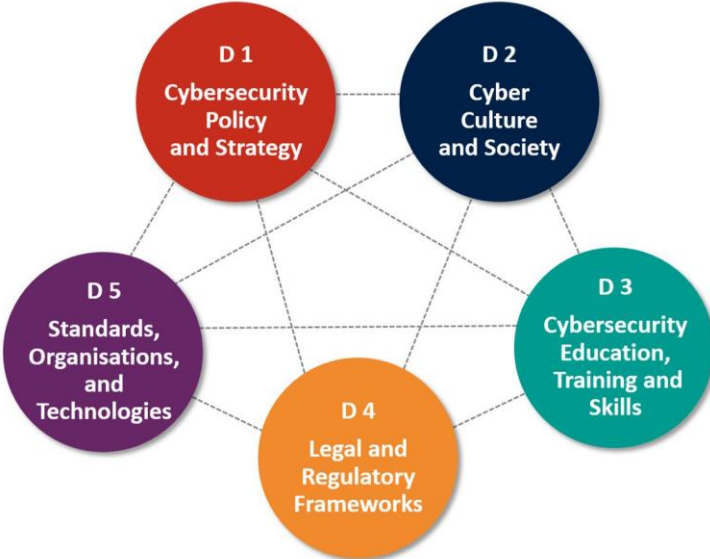 D 1
Cybersecurity
Policy
and Strategy
D 2
Cyber
Culture
and Society
D 3
Cybersecurity
Education,
Training and
Skills
D 4
Legal and
Regulatory
Frameworks
D 5
Standards,
Organisations,
and
Technologies